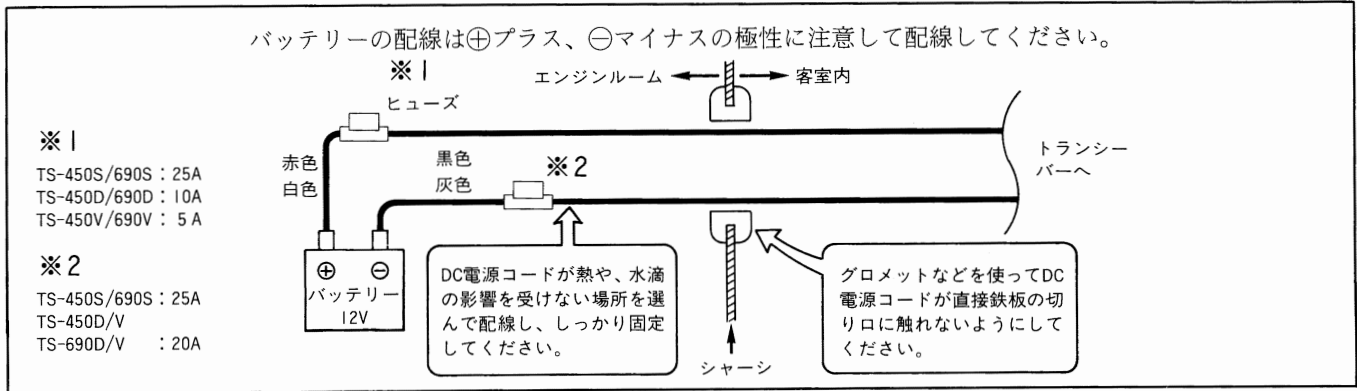 バッテリーの配線は⊕プラス、⊖マイナスの極性に注意して配線してください。
※1
ヒューズ
エンジンルーム ←→ 客室内
※1
TS-450S/690S：25A
TS-450D/690D：10A
TS-450V/690V： 5A
※2
TS-450S/690S：25A
TS-450D/V
TS-690D/V ：20A
赤色
白色
黒色
灰色
※2
トランシー
バーへ
⊕ ⊖
バッテリー
12V
DC電源コードが熱や、水滴
の影響を受けない場所を選
んで配線し、しっかり固定
してください。
グロメットなどを使ってDC
電源コードが直接鉄板の切
り口に触れないようにして
ください。
シャーシ